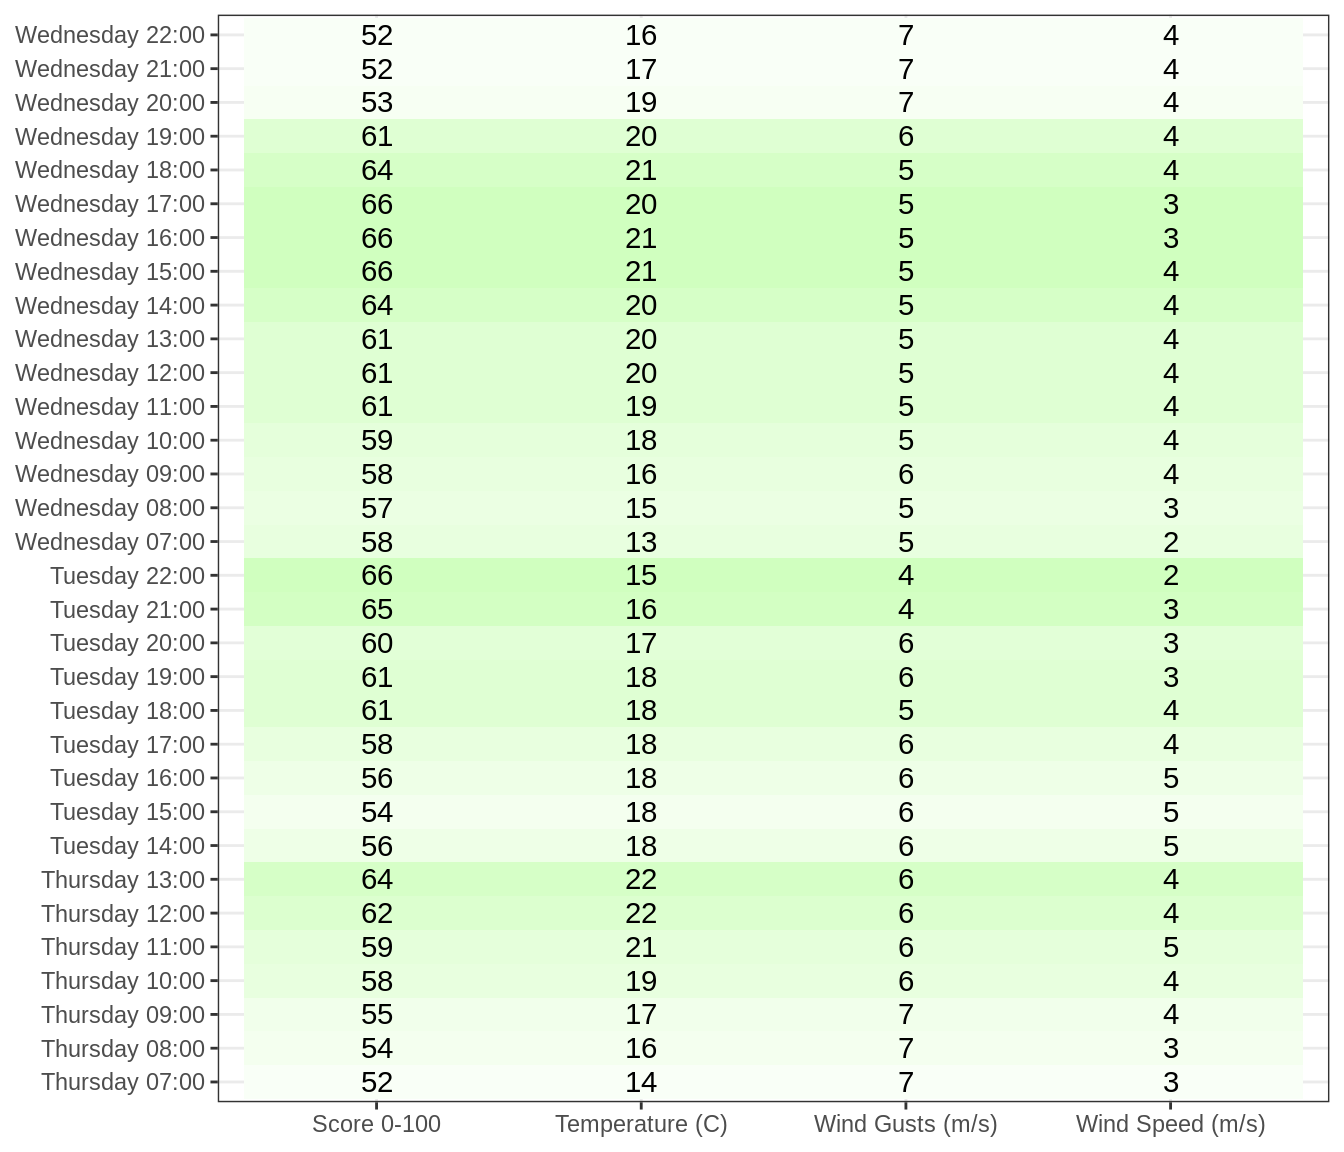 Wednesday 22:00 52 16 7 4
Wednesday 21:00 52 17 7 4
Wednesday 20:00 53 19 7 4
Wednesday 19:00 61 20 6 4
Wednesday 18:00 64 21 5 4
Wednesday 17:00 66 20 5 3
Wednesday 16:00 66 21 5 3
Wednesday 15:00 66 21 5 4
Wednesday 14:00 64 20 5 4
Wednesday 13:00 61 20 5 4
Wednesday 12:00 61 20 5 4
Wednesday 11:00 61 19 5 4
Wednesday 10:00 59 18 5 4
Wednesday 09:00 58 16 6 4
Wednesday 08:00 57 15 5 3
Wednesday 07:00 58 13 5 2
Tuesday 22:00 66 15 4 2
Tuesday 21:00 65 16 4 3
Tuesday 20:00 60 17 6 3
Tuesday 19:00 61 18 6 3
Tuesday 18:00 61 18 5 4
Tuesday 17:00 58 18 6 4
Tuesday 16:00 56 18 6 5
Tuesday 15:00 54 18 6 5
Tuesday 14:00 56 18 6 5
Thursday 13:00 64 22 6 4
Thursday 12:00 62 22 6 4
Thursday 11:00 59 21 6 5
Thursday 10:00 58 19 6 4
Thursday 09:00 55 17 7 4
Thursday 08:00 54 16 7 3
Thursday 07:00 52 14 7 3
Score 0-100 Temperature (C) Wind Gusts (m/s) Wind Speed (m/s)